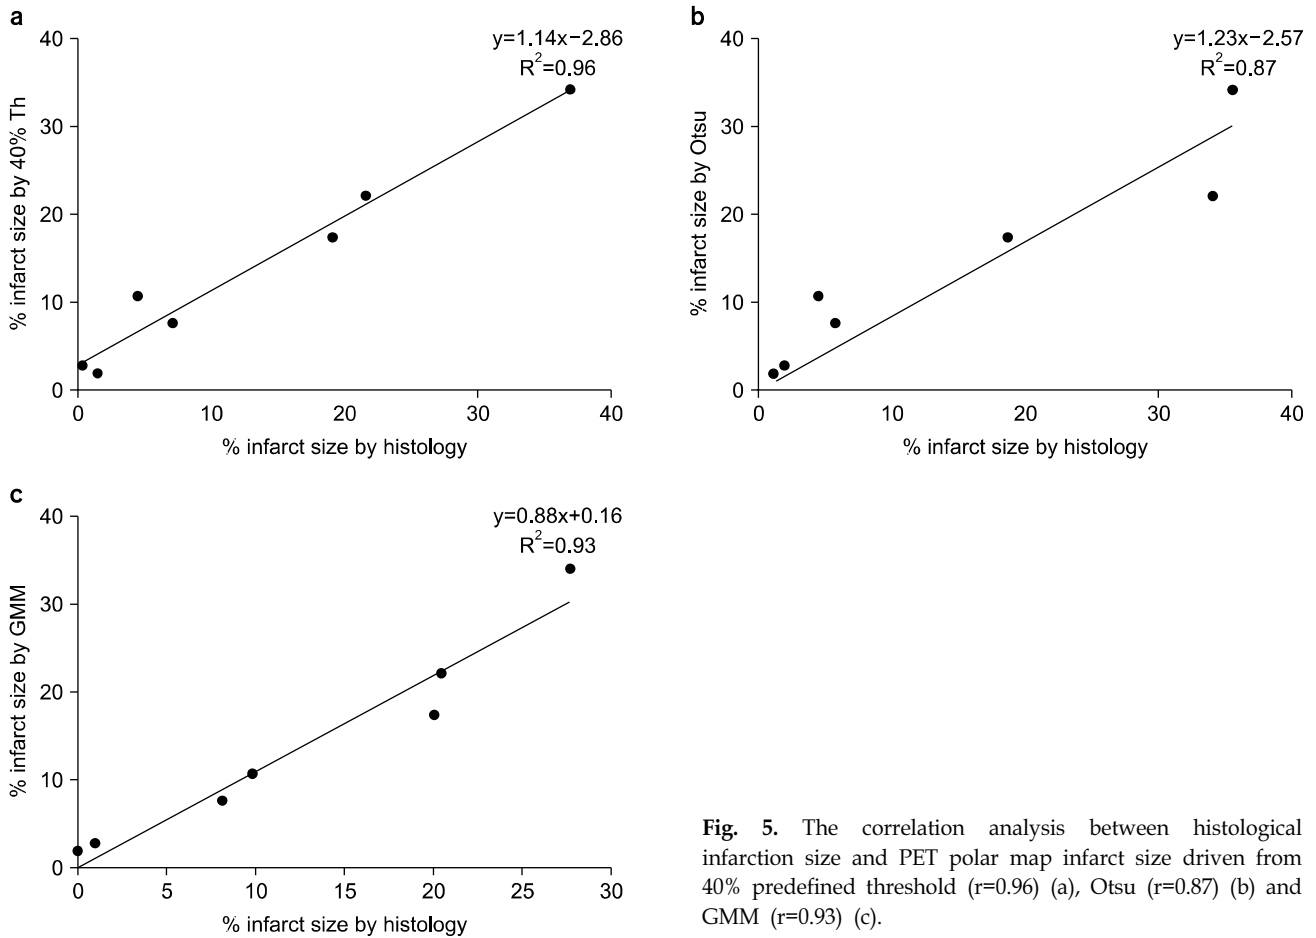 a
y=1.14x−2.86
R²=0.96
% infarct size by 40% Th
40
30
20
10
0
0 10 20 30 40
% infarct size by histology
b
y=1.23x−2.57
R²=0.87
% infarct size by Otsu
40
30
20
10
0
0 10 20 30 40
% infarct size by histology
c
y=0.88x+0.16
R²=0.93
% infarct size by GMM
40
30
20
10
0
0 5 10 15 20 25 30
% infarct size by histology
Fig. 5. The correlation analysis between histological
infarction size and PET polar map infarct size driven from
40% predefined threshold (r=0.96) (a), Otsu (r=0.87) (b) and
GMM (r=0.93) (c).